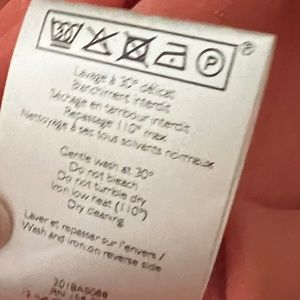 30
P
Lavage à 30° délicat
Blanchiment interdit
Séchage en tambour interdit
Repassage 110° max
Nettoyage à sec tous solvants normaux
Gentle wash at 30°
Do not bleach
Do not tumble dry
Iron low heat (110°)
Dry cleaning
Laver et repasser sur l'envers /
Wash and iron on reverse side